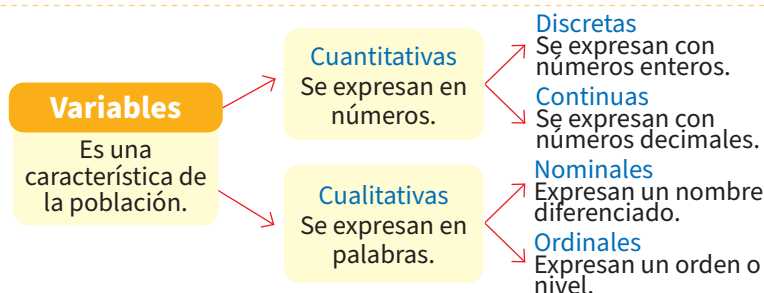 Variables
Es una
característica de
la población.
Cuantitativas
Se expresan en
números.
Discretas
Se expresan con
números enteros.
Continuas
Se expresan con
números decimales.
Cualitativas
Se expresan en
palabras.
Nominales
Expresan un nombre
diferenciado.
Ordinales
Expresan un orden o
nivel.